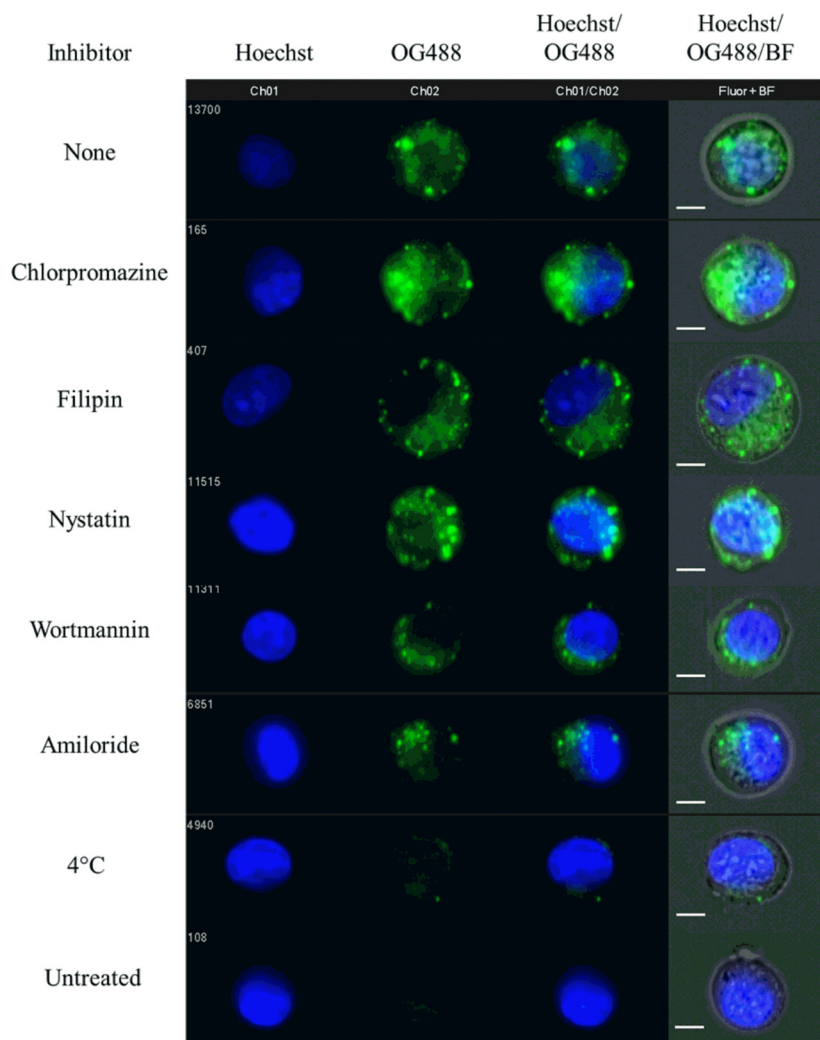 Inhibitor Hoechst OG488 Hoechst/ OG488 Hoechst/ OG488/BF
Ch01 Ch02 Ch01/Ch02 Fluor + BF
None 13700
Chlorpromazine 165
Filipin 407
Nystatin 11515
Wortmannin 11311
Amiloride 6851
4°C 4940
Untreated 108